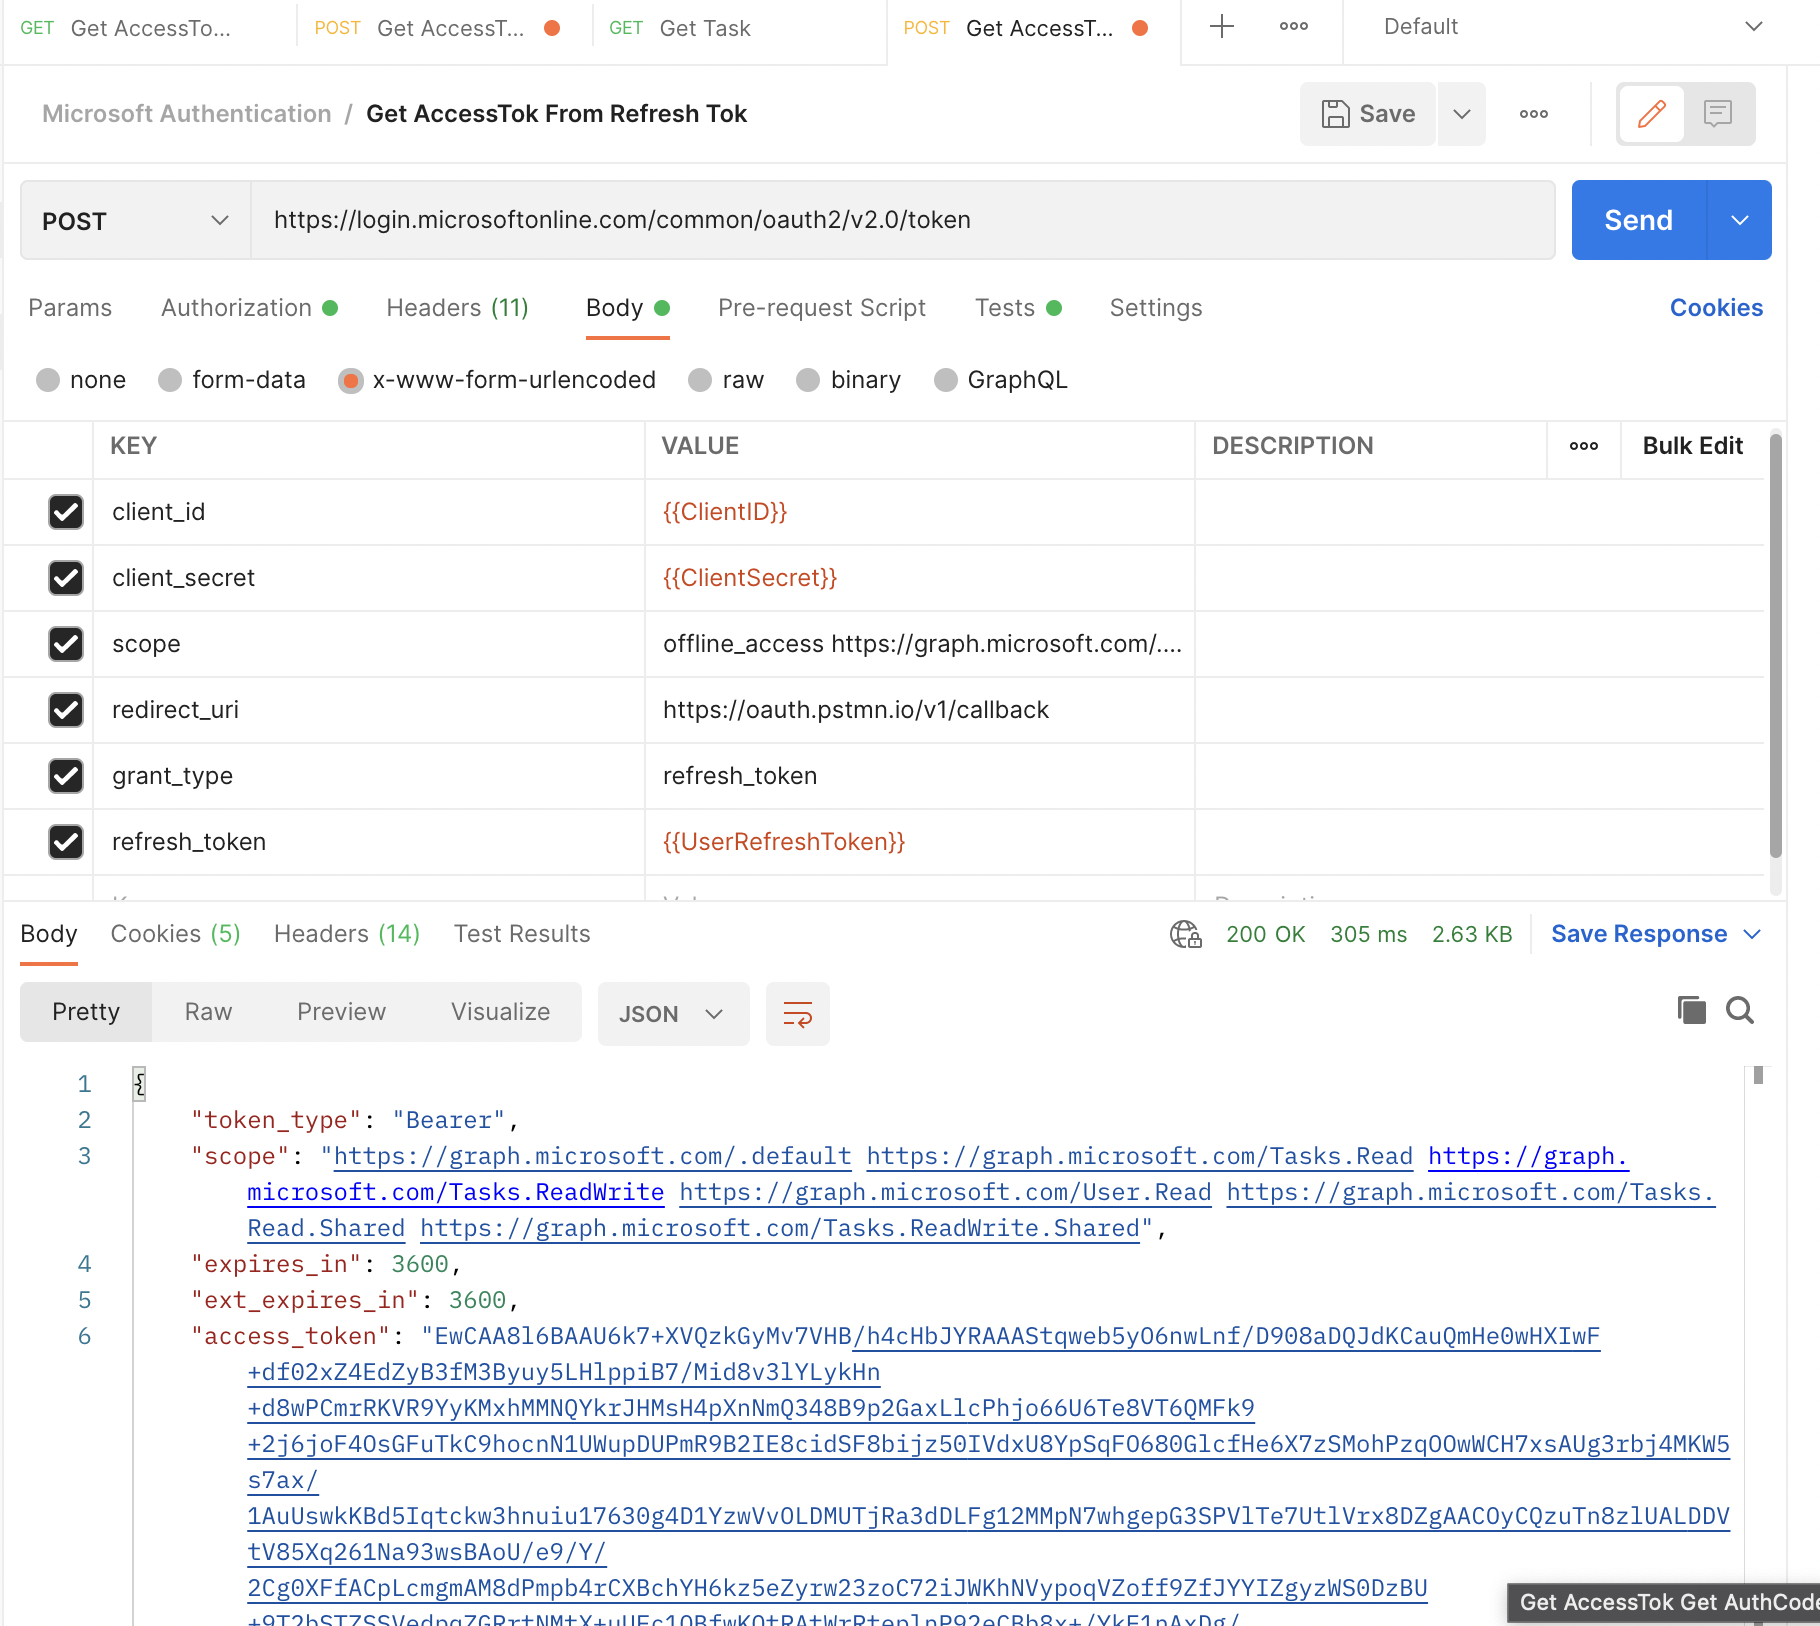 GET Get AccessTo... POST Get AccessT... GET Get Task POST Get AccessT... Default
Microsoft Authentication / Get AccessTok From Refresh Tok Save
POST https://login.microsoftonline.com/common/oauth2/v2.0/token Send
Params Authorization Headers (11) Body Pre-request Script Tests Settings Cookies
none form-data x-www-form-urlencoded raw binary GraphQL
KEY VALUE DESCRIPTION Bulk Edit
client_id {{ClientID}}
client_secret {{ClientSecret}}
scope offline_access https://graph.microsoft.com/....
redirect_uri https://oauth.pstmn.io/v1/callback
grant_type refresh_token
refresh_token {{UserRefreshToken}}
Body Cookies (5) Headers (14) Test Results 200 OK 305 ms 2.63 KB Save Response
Pretty Raw Preview Visualize JSON
1 {
2 "token_type": "Bearer",
3 "scope": "https://graph.microsoft.com/.default https://graph.microsoft.com/Tasks.Read https://graph.
microsoft.com/Tasks.ReadWrite https://graph.microsoft.com/User.Read https://graph.microsoft.com/Tasks.
Read.Shared https://graph.microsoft.com/Tasks.ReadWrite.Shared",
4 "expires_in": 3600,
5 "ext_expires_in": 3600,
6 "access_token": "EwCAA8l6BAAU6k7+XVQzkGyMv7VHB/h4cHbJYRAAAStqweb5yO6nwLnf/D908aDQJdKCauQmHe0wHXIwF
+df02xZ4EdZyB3fM3Byuy5LHlppiB7/Mid8v3lYLykHn
+d8wPCmrRKVR9YyKMxhMMNQYkrJHMsH4pXnNmQ348B9p2GaxLlcPhjo66U6Te8VT6QMFk9
+2j6joF4OsGFuTkC9hocnN1UWupDUPmR9B2IE8cidSF8bijz50IVdxU8YpSqFO680GlcfHe6X7zSMohPzqOOwWCH7xsAUg3rbj4MKW5
s7ax/
1AuUswkKBd5Iqtckw3hnuiu17630g4D1YzwVvOLDMUTjRa3dDLFg12MMpN7whgepG3SPVlTe7UtlVrx8DZgAACOyCQzuTn8zlUALDDV
tV85Xq261Na93wsBAoU/e9/Y/
2Cg0XFfACpLcmgmAM8dPmpb4rCXBchYH6kz5eZyrw23zoC72iJWKhNVypoqVZoff9ZfJYYIZgyzWS0DzBU
Get AccessTok Get AuthCode